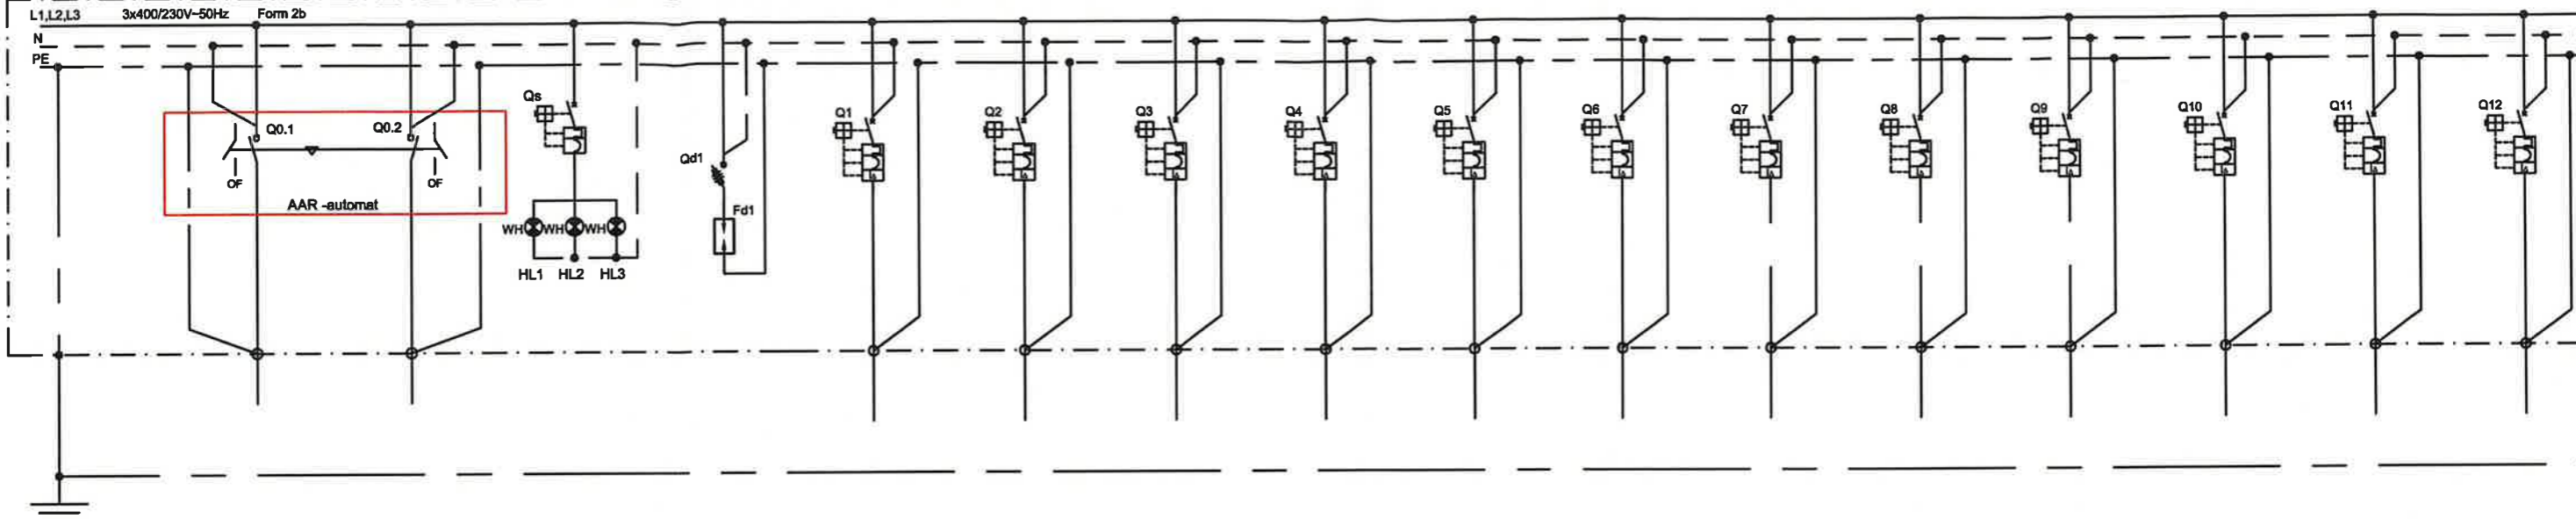 L1,L2,L3 3x400/230V~50Hz Form 2b
N
PE
Q0.1 Q0.2
OF OF
AAR -automat
Qs
WH WH WH
HL1 HL2 HL3
Qd1
Fd1
Q1 Q2 Q3 Q4 Q5 Q6 Q7 Q8 Q9 Q10 Q11 Q12